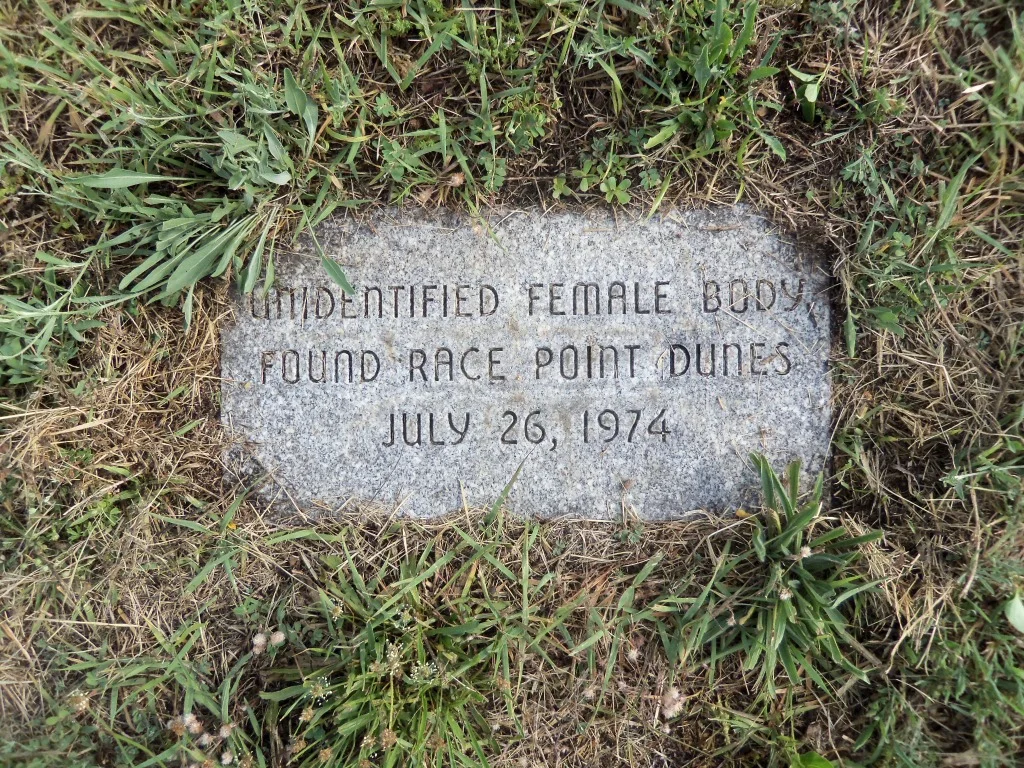 UNIDENTIFIED FEMALE BODY,
FOUND RACE POINT DUNES
JULY 26, 1974